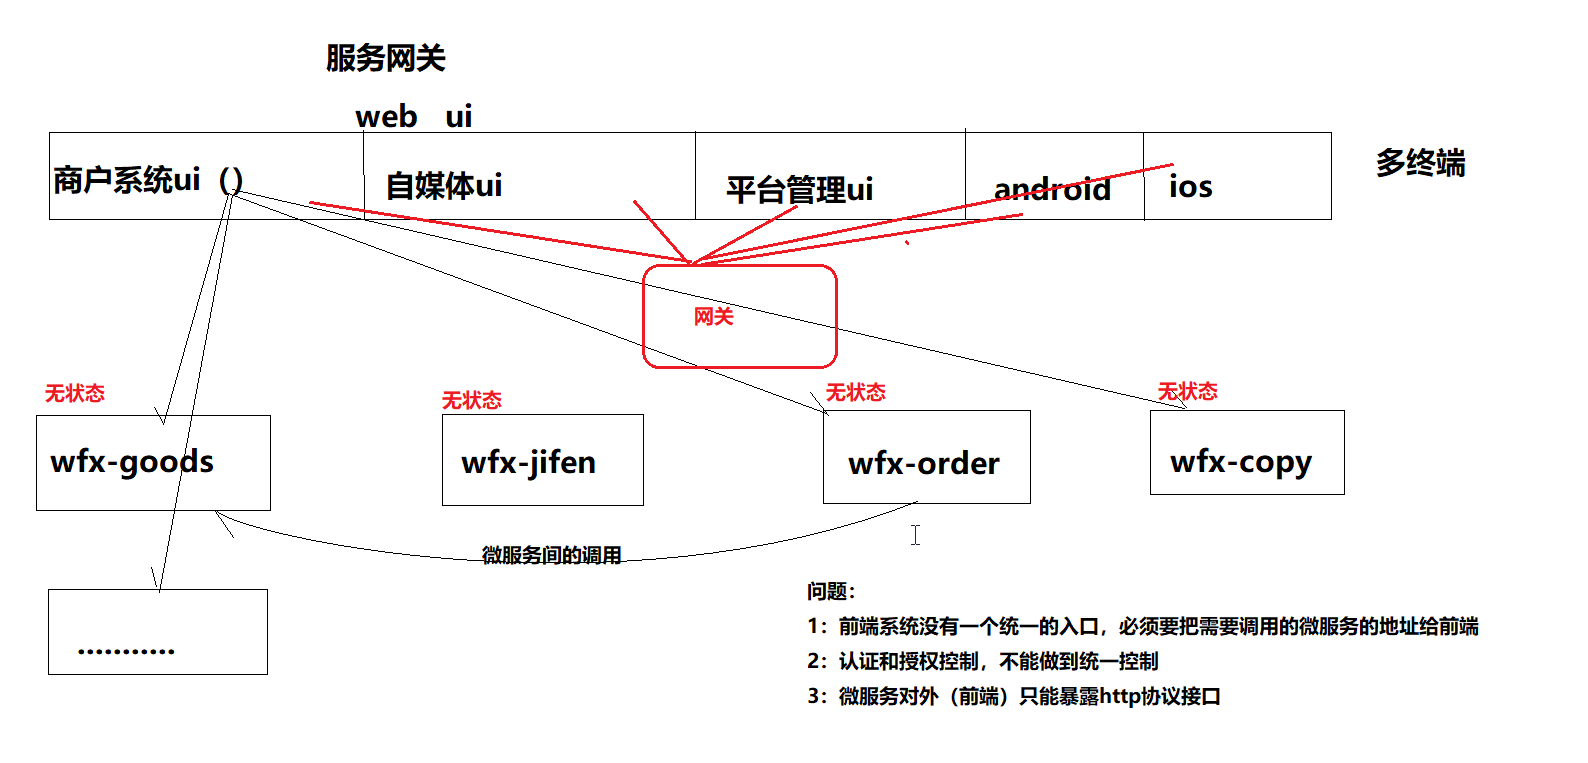 服务网关
web ui
商户系统ui（）
自媒体ui
平台管理ui
android
ios
多终端
网关
无状态
无状态
无状态
无状态
wfx-goods
wfx-jifen
wfx-order
wfx-copy
微服务间的调用
...........
问题：
1：前端系统没有一个统一的入口，必须要把需要调用的微服务的地址给前端
2：认证和授权控制，不能做到统一控制
3：微服务对外（前端）只能暴露http协议接口